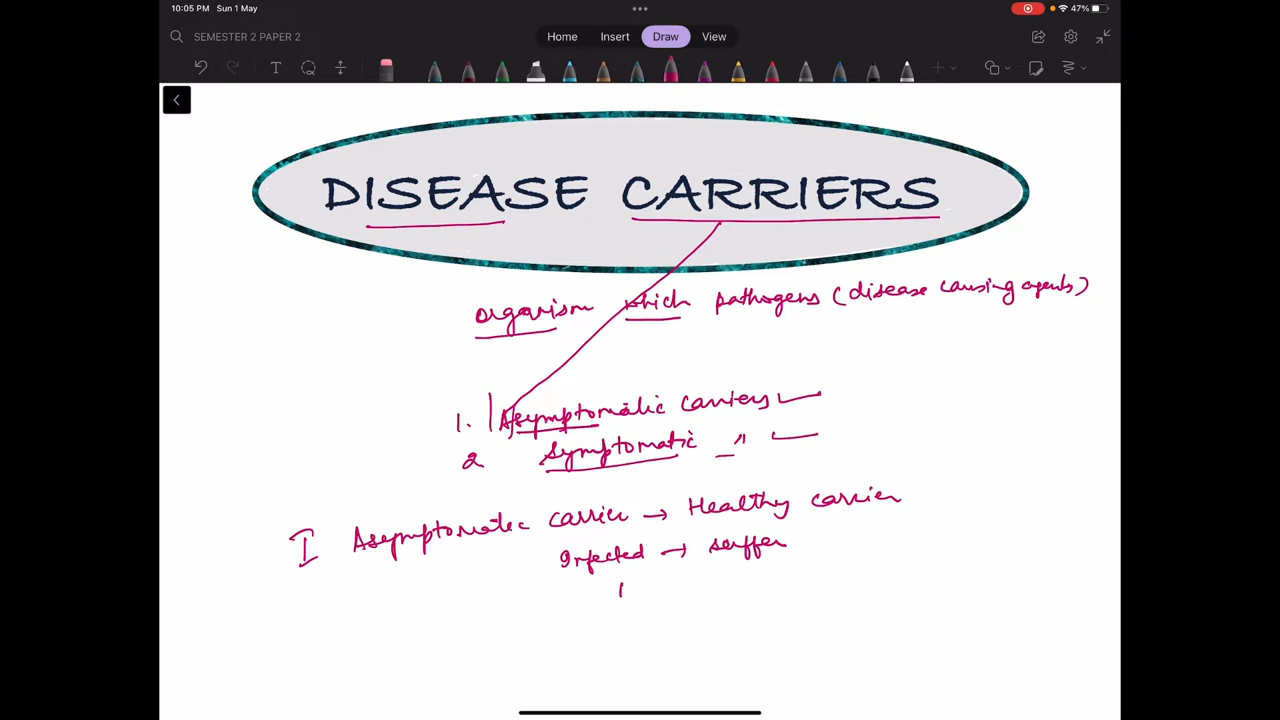 10:05 PM Sun 1 May
47%
SEMESTER 2 PAPER 2
Home Insert Draw View
DISEASE CARRIERS
organism which pathogens (disease causing agents)
1. Asymptomatic carriers
2 Symptomatic "
I Asymptomatic carrier → Healthy carrier
Infected → suffer